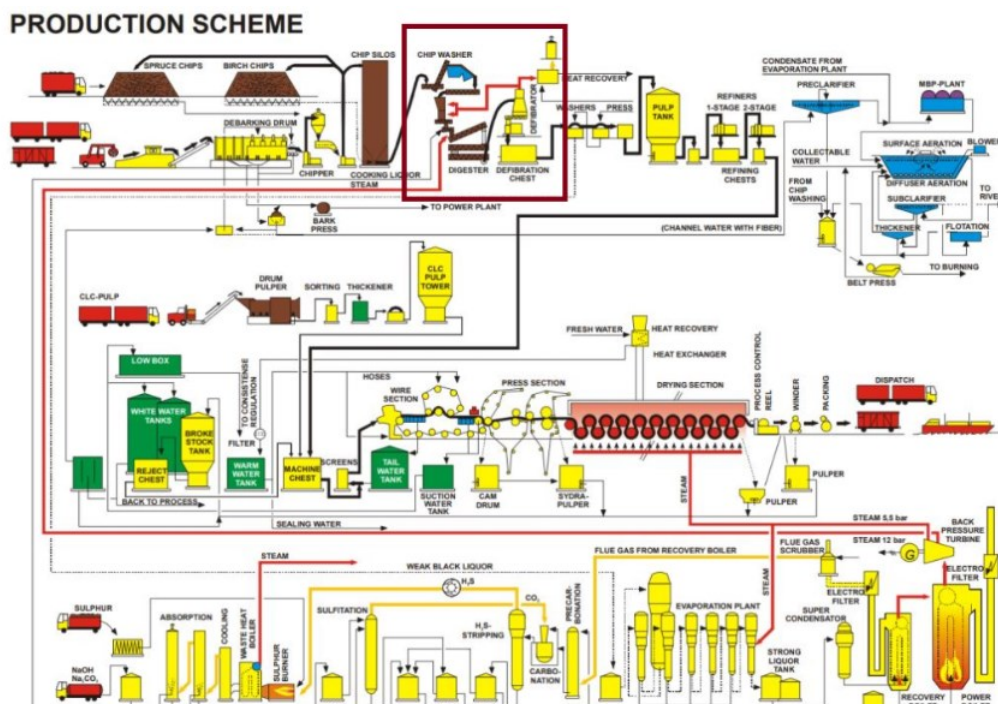 PRODUCTION SCHEME
SPRUCE CHIPS
BIRCH CHIPS
CHIP SILOS
CHIP WASHER
HEAT RECOVERY
DEFIBRATOR
WASHERS
PRESS
PULP
TANK
REFINERS
1-STAGE 2-STAGE
REFINING
CHESTS
CONDENSATE FROM
EVAPORATION PLANT
PRECLARIFIER
MBP-PLANT
SURFACE AERATION
BLOWER
DIFFUSER AERATION
COLLECTABLE
WATER
FROM
CHIP
WASHING
SUBCLARIFIER
THICKENER
FLOTATION
TO
RIVE
TO BURNING
BELT PRESS
DEBARKING DRUM
CHIPPER
COOKING LIQUOR
STEAM
DIGESTER
DEFIBRATION
CHEST
TO POWER PLANT
BARK
PRESS
(CHANNEL WATER WITH FIBER)
CLC-PULP
DRUM
PULPER
SORTING
THICKENER
CLC
PULP
TOWER
FRESH WATER
HEAT RECOVERY
HEAT EXCHANGER
LOW BOX
WHITE WATER
TANKS
BROKE
STOCK
TANK
REJECT
CHEST
BACK TO PROCESS
TO CONSISTENSE
REGULATION
FILTER
WARM
WATER
TANK
MACHINE
CHEST
SCREENS
HOSES
WIRE
SECTION
PRESS SECTION
DRYING SECTION
TAIL
WATER
TANK
SUCTION
WATER
TANK
CAM
DRUM
SYDRA-
PULPER
PROCESS CONTROL
REEL
WINDER
PACKING
DISPATCH
PULPER
PULPER
STEAM
SEALING WATER
STEAM 5,5 bar
STEAM 12 bar
BACK
PRESSURE
TURBINE
G
FLUE GAS
SCRUBBER
ELECTRO
FILTER
ELECTRO
FILTER
STEAM
WEAK BLACK LIQUOR
FLUE GAS FROM RECOVERY BOILER
H₂S
CO₂
SULPHUR
NaOH
Na₂CO₃
ABSORPTION
COOLING
WASTE HEAT
BOILER
SULPHUR
BURNER
SULFITATION
H₂S-
STRIPPING
CARBO-
NATION
PRECAR-
BONATION
EVAPORATION PLANT
STEAM
STRONG
LIQUOR
TANK
SUPER
CONDENSATOR
RECOVERY
POWER